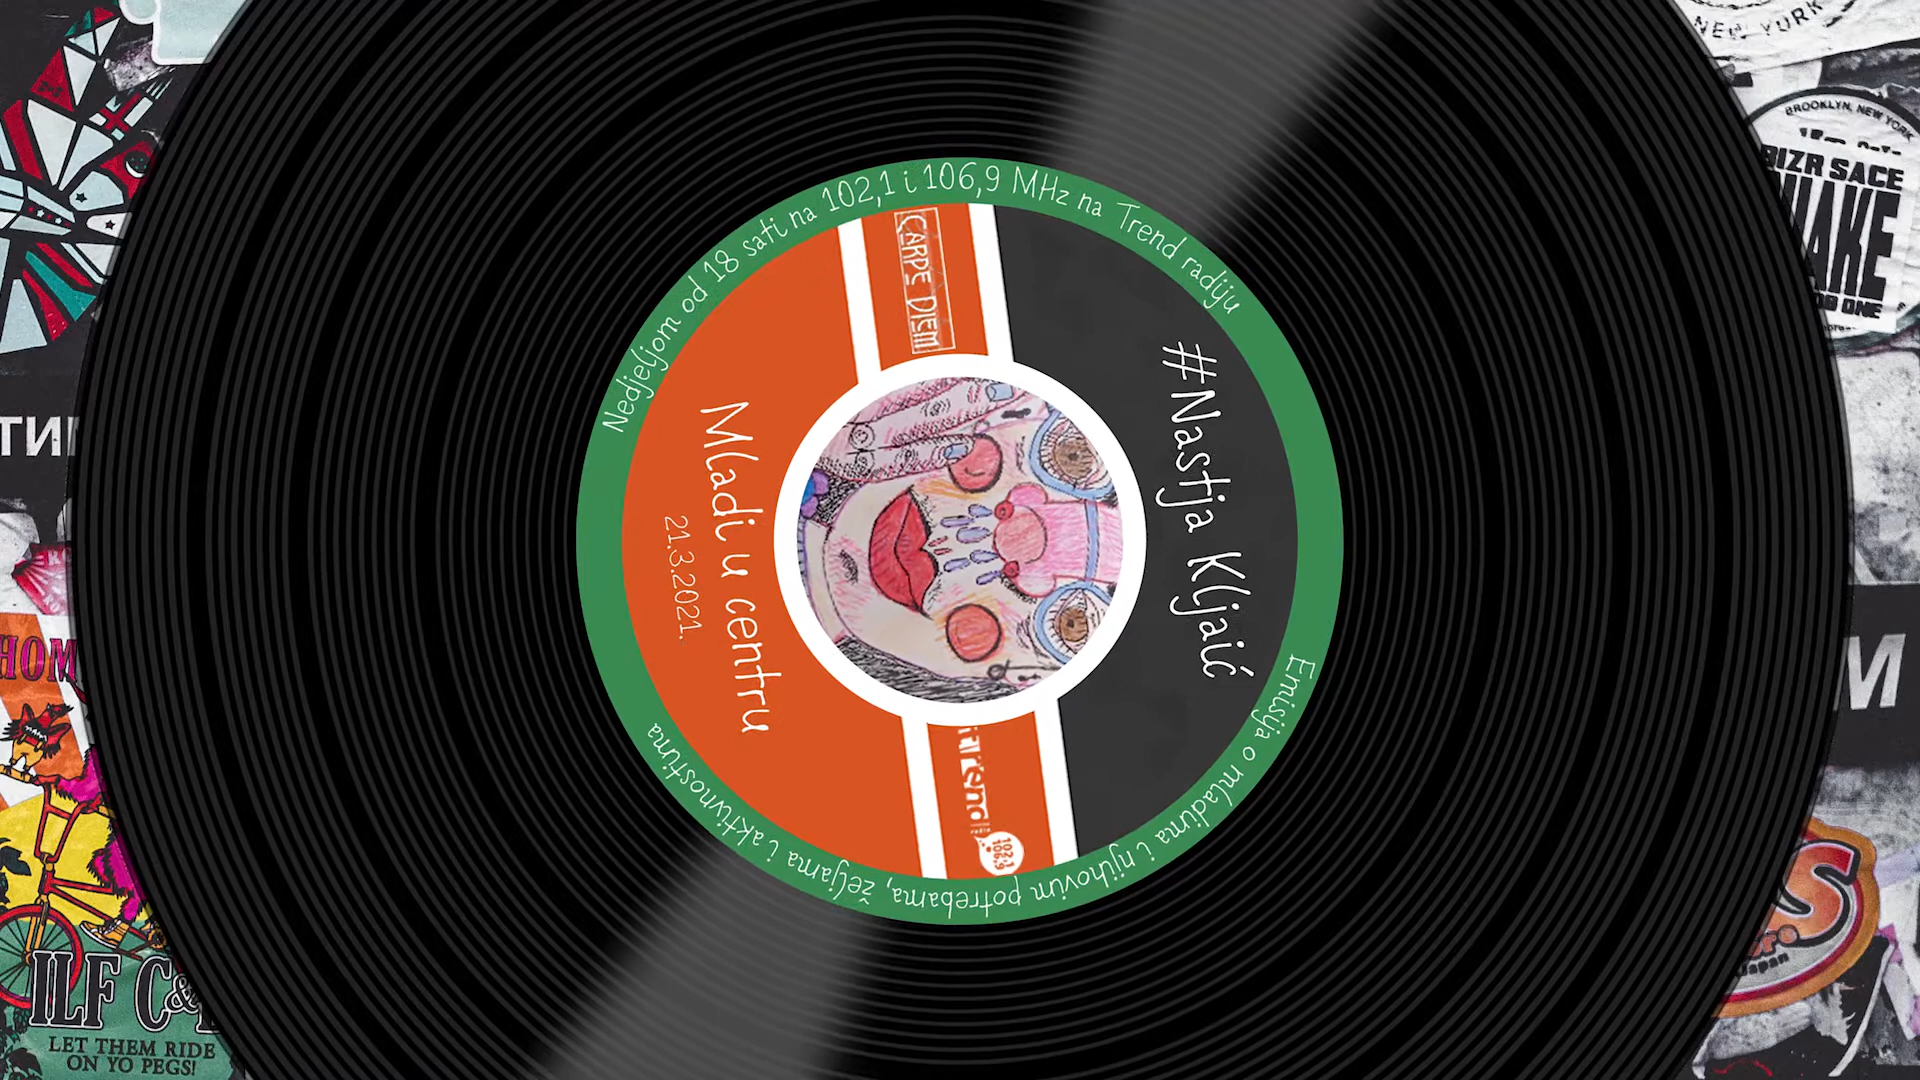 Nedjeljom od 18 sati na 102,1 i 106,9 MHz na Trend radiju
CARPE DIEM
#Nastja Kljaić
Mladi u centru
21.3.2021.
trend
102.1
106.9
Emisija o mladima i njihovim potrebama, željama i aktivnostima
NEW YORK
BROOKLYN, NEW YORK
SACE
ILF
LET THEM RIDE
ON YO PEGS!
Japan